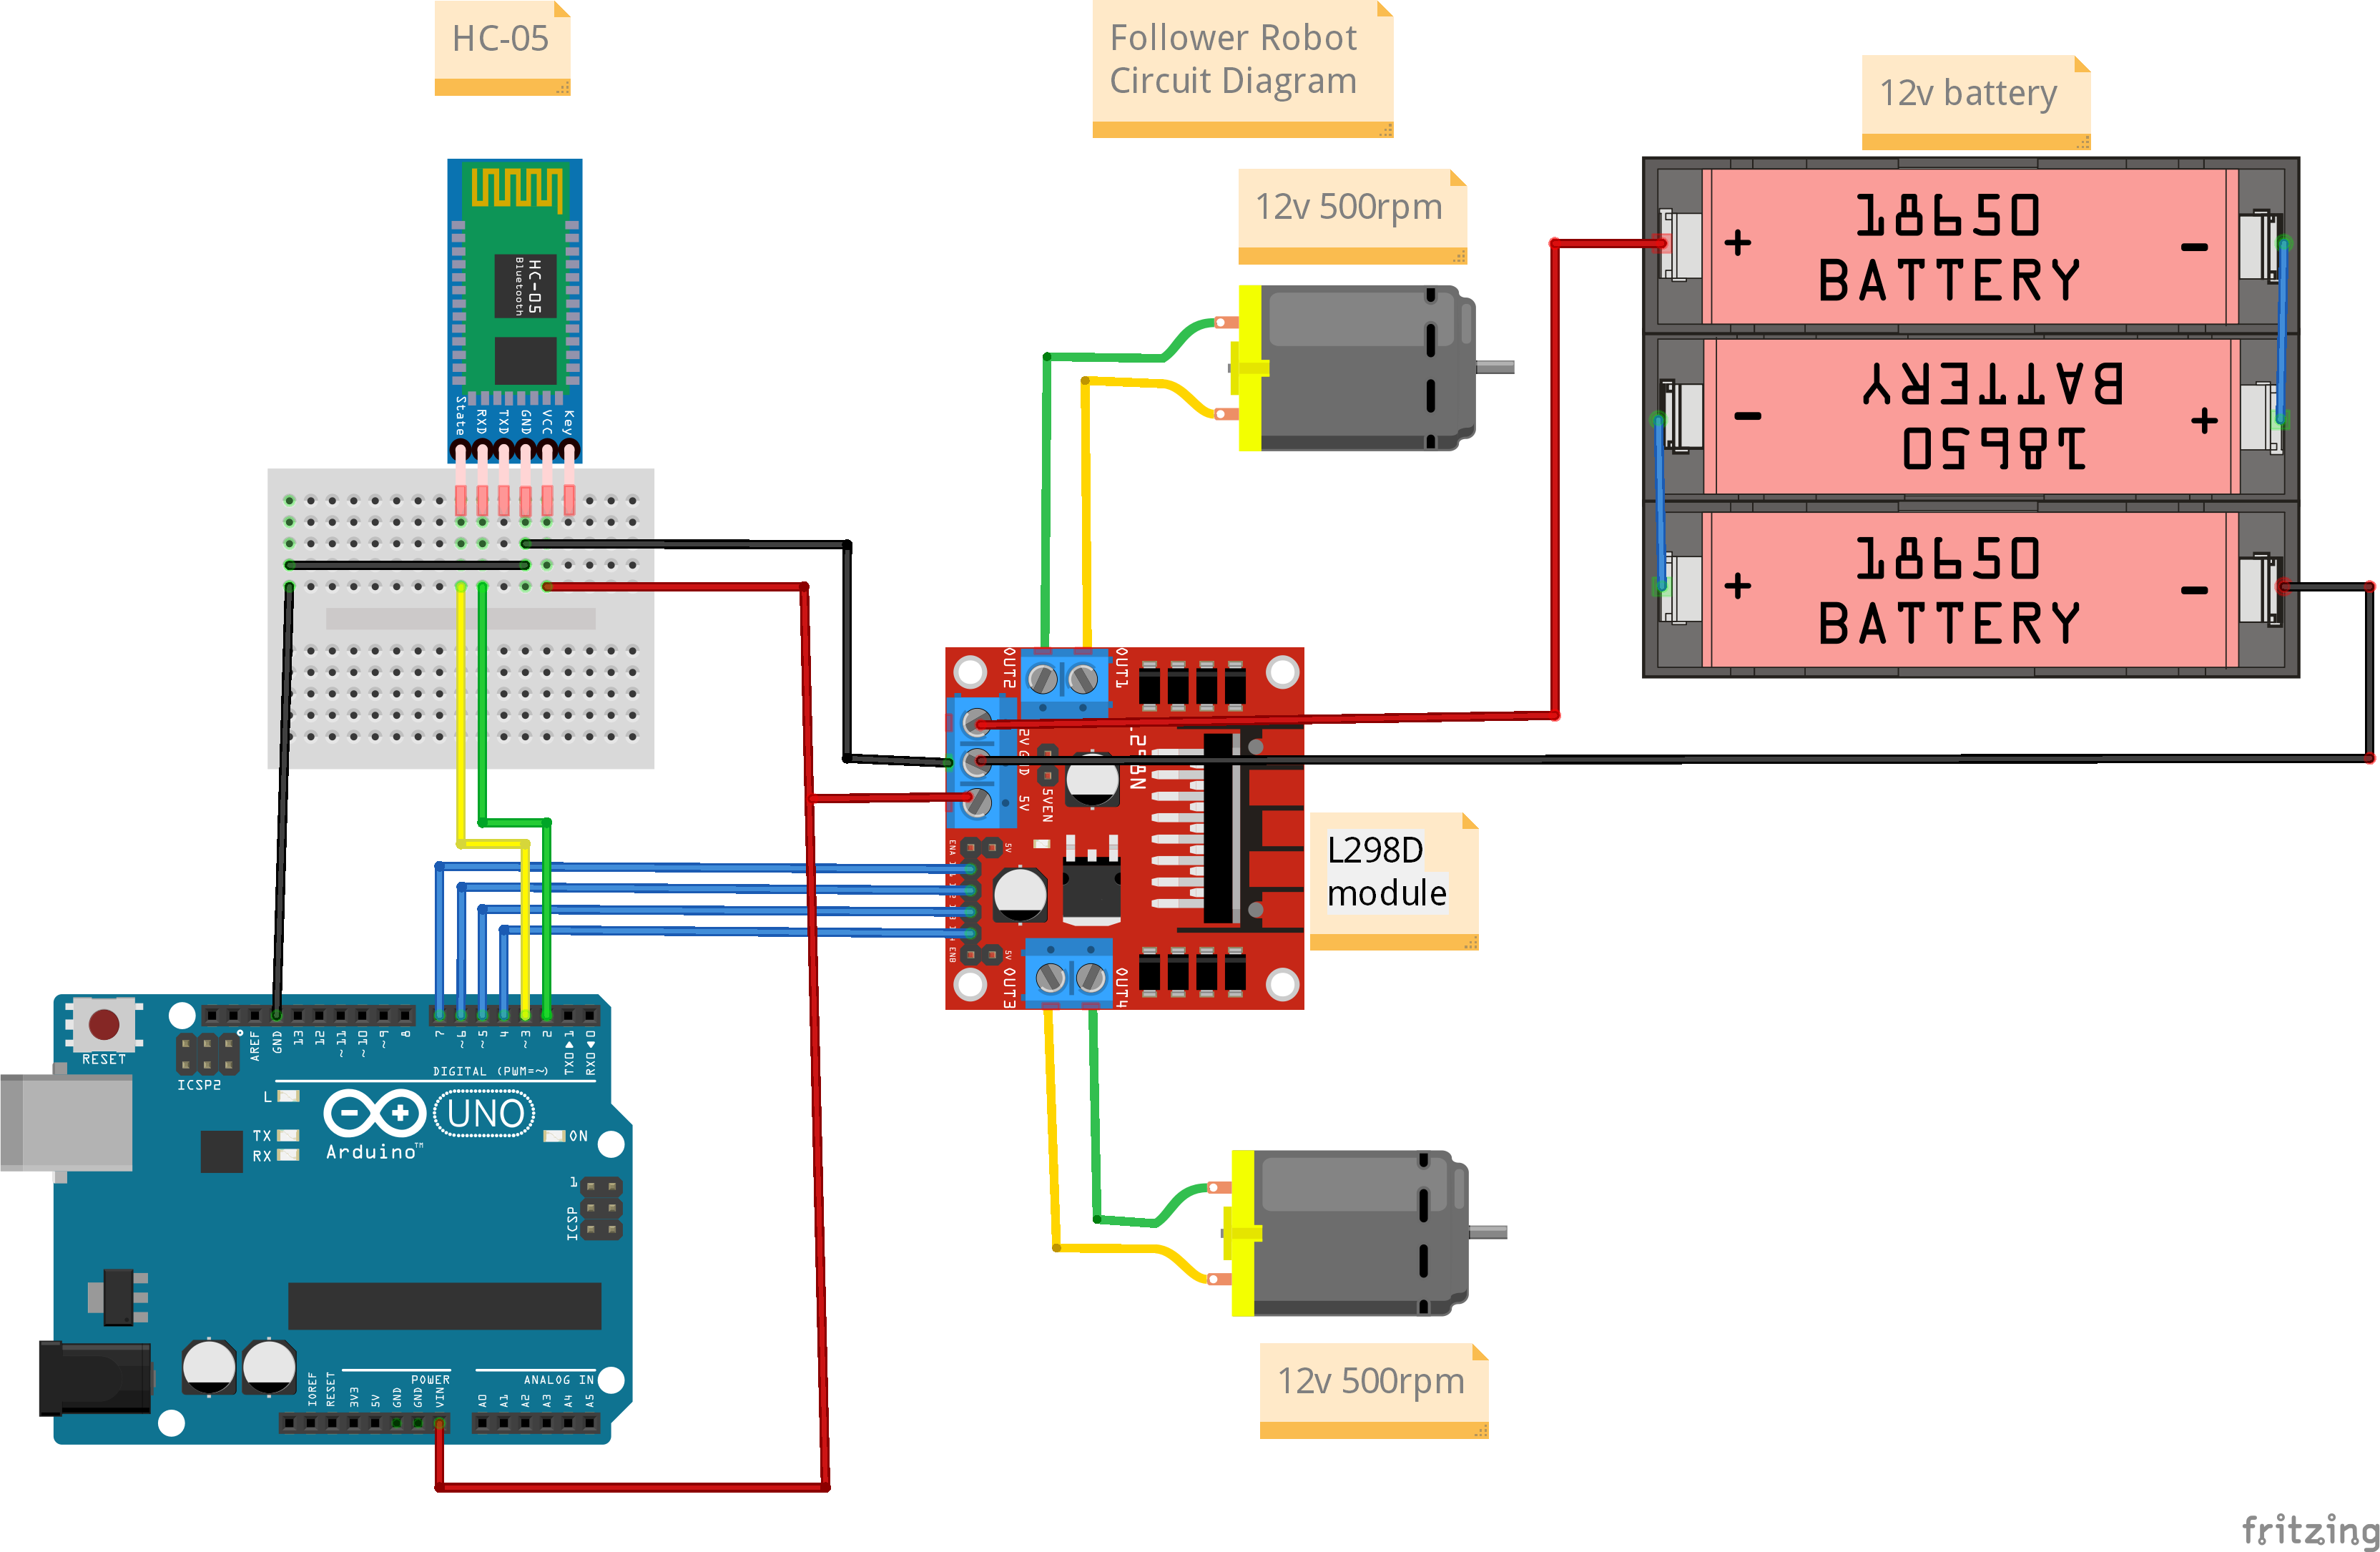 HC-05
Follower Robot
Circuit Diagram
12v battery
12v 500rpm
HC-05
Bluetooth
State
RXD
TXD
GND
VCC
Key
18650
BATTERY
+
-
18650
BATTERY
+
-
18650
BATTERY
+
-
OUT2
OUT1
GND
5V
5VEN
ENA
5V
ENB
5V
OUT3
OUT4
L298D
module
RESET
ICSP2
AREF
GND
13
12
~11
~10
~9
8
7
~6
~5
4
~3
2
TX0▶1
RX0◀0
DIGITAL (PWM=~)
L
TX
RX
UNO
Arduino™
ON
1
ICSP
IOREF
RESET
3V3
5V
GND
GND
VIN
POWER
ANALOG IN
A0
A1
A2
A3
A4
A5
12v 500rpm
fritzing